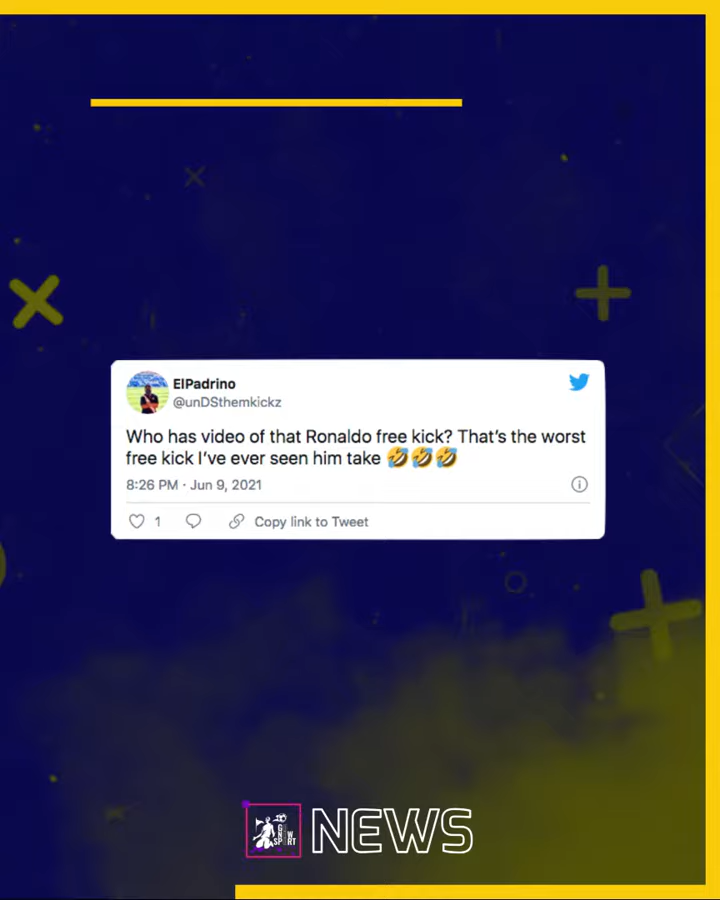 ElPadrino
@unDSthemkickz
Who has video of that Ronaldo free kick? That's the worst
free kick I've ever seen him take 🤣🤣🤣
8:26 PM · Jun 9, 2021
1
Copy link to Tweet
NEWS